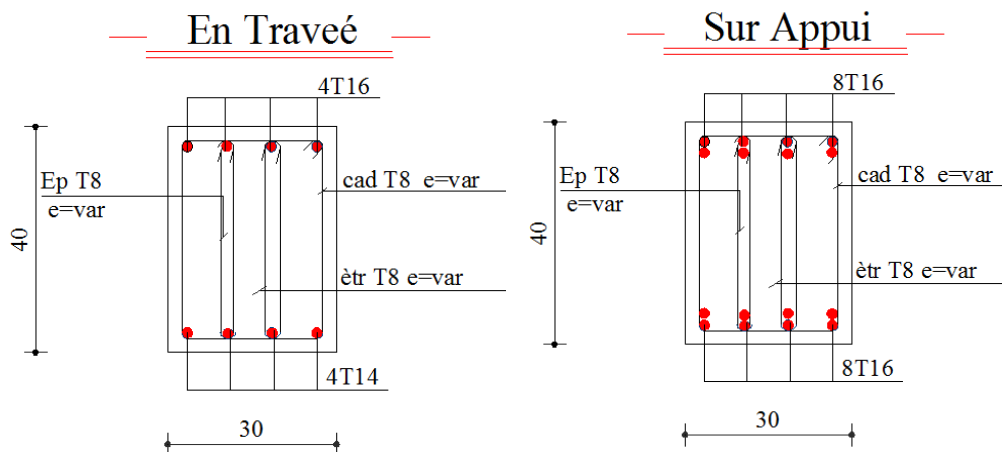 En Traveé
4T16
Ep T8
e=var
cad T8 e=var
40
ètr T8 e=var
4T14
30
Sur Appui
8T16
Ep T8
e=var
cad T8 e=var
40
ètr T8 e=var
8T16
30